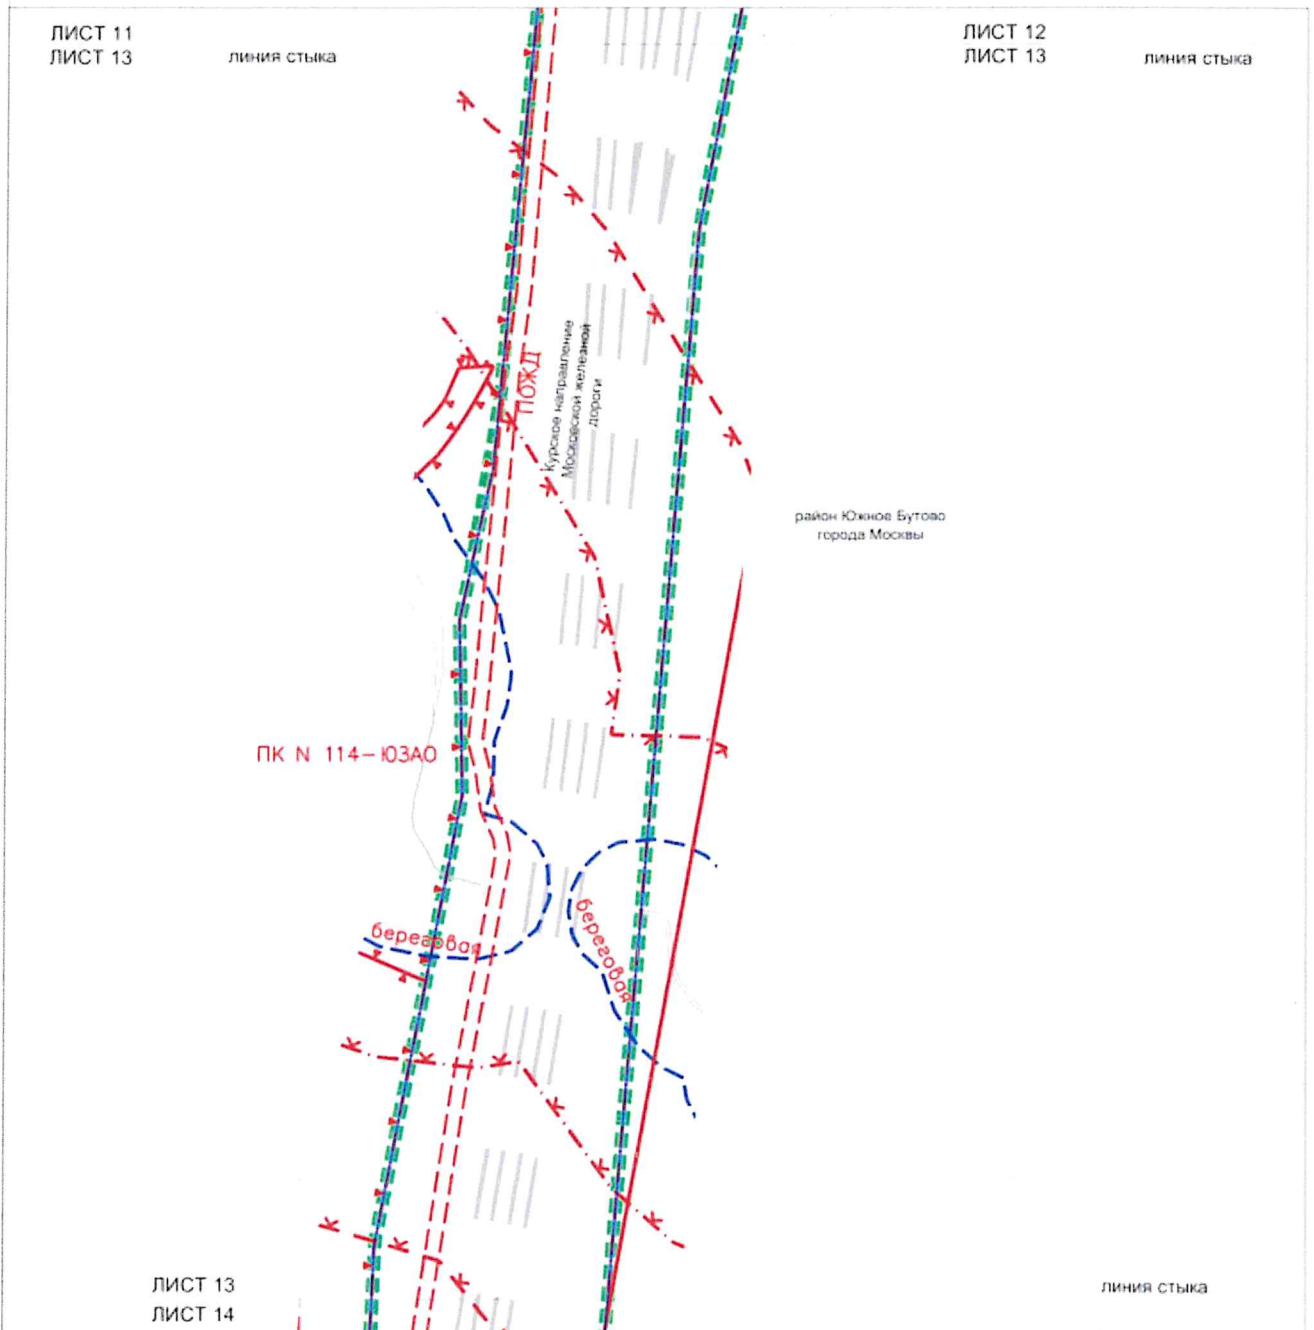 ЛИСТ 11
ЛИСТ 13
линия стыка
ЛИСТ 12
ЛИСТ 13
линия стыка
ПОЖД
Курское направление
Московской железной
дороги
район Южное Бутово
города Москвы
ПК N 114-ЮЗАО
береговая
береговая
ЛИСТ 13
ЛИСТ 14
линия стыка